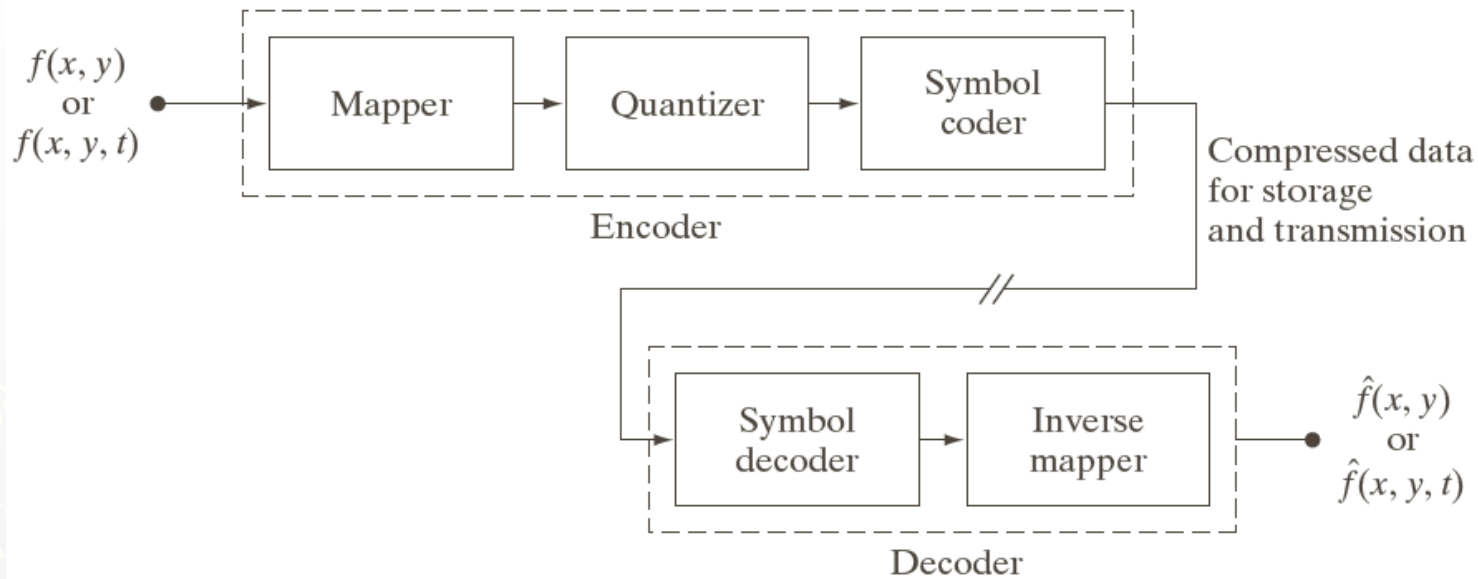 f(x, y)
or
f(x, y, t)
Mapper
Quantizer
Symbol
coder
Encoder
Compressed data
for storage
and transmission
Symbol
decoder
Inverse
mapper
Decoder
f̂(x, y)
or
f̂(x, y, t)